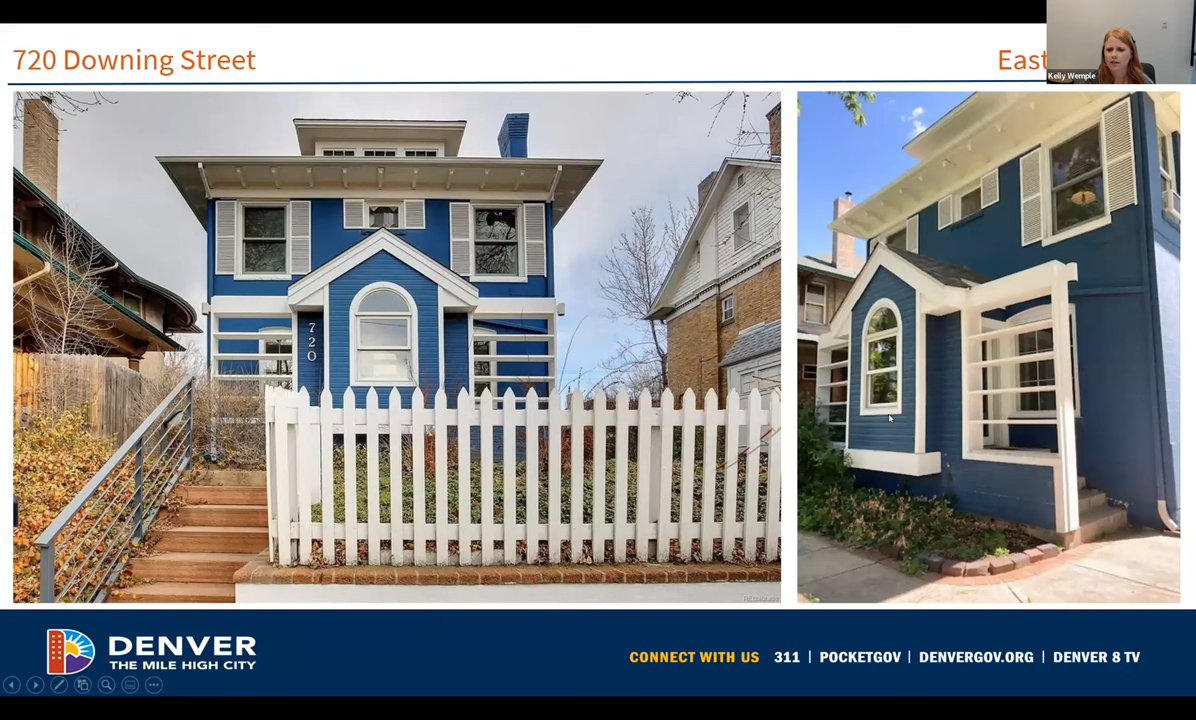 720 Downing Street
East
Kelly Wemple
720
DENVER
THE MILE HIGH CITY
CONNECT WITH US 311 | POCKETGOV | DENVERGOV.ORG | DENVER 8 TV